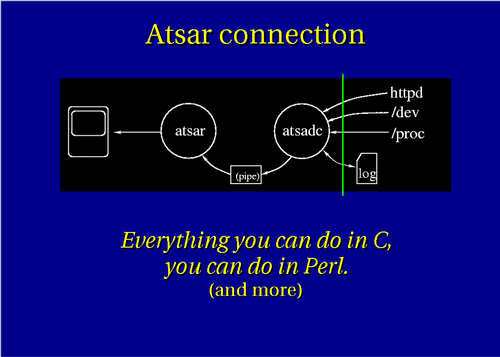 Atsar connection
httpd
/dev
/proc
atsar
atsadc
(pipe)
log
Everything you can do in C,
you can do in Perl.
(and more)